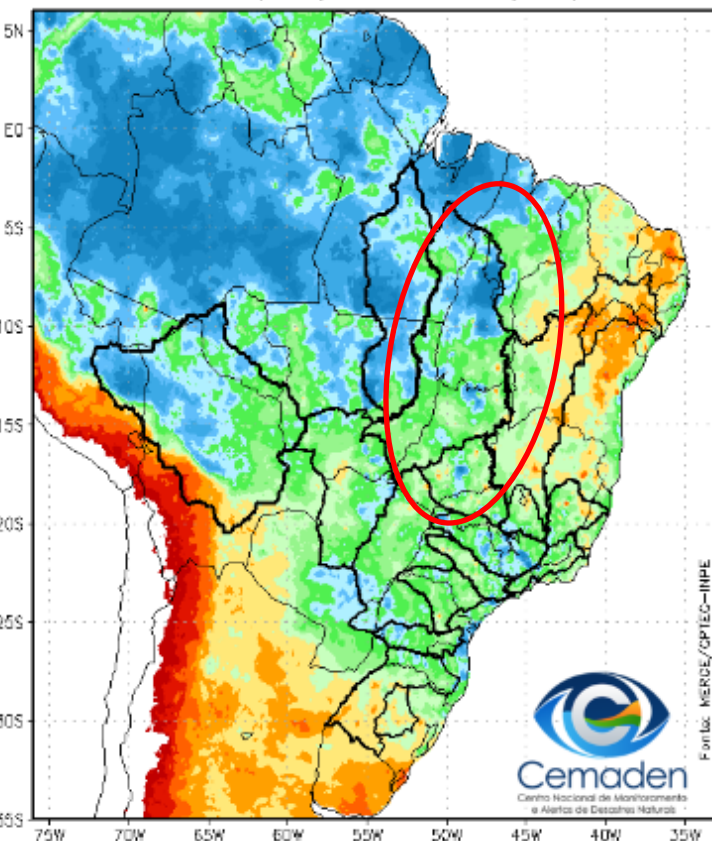 5N
EQ
5S
10S
15S
20S
25S
30S
35S
75W 70W 65W 60W 55W 50W 45W 40W 35W
Fonte: MERGE/CPTEC-INPE
Cemaden
Centro Nacional de Monitoramento
e Alertas de Desastres Naturais